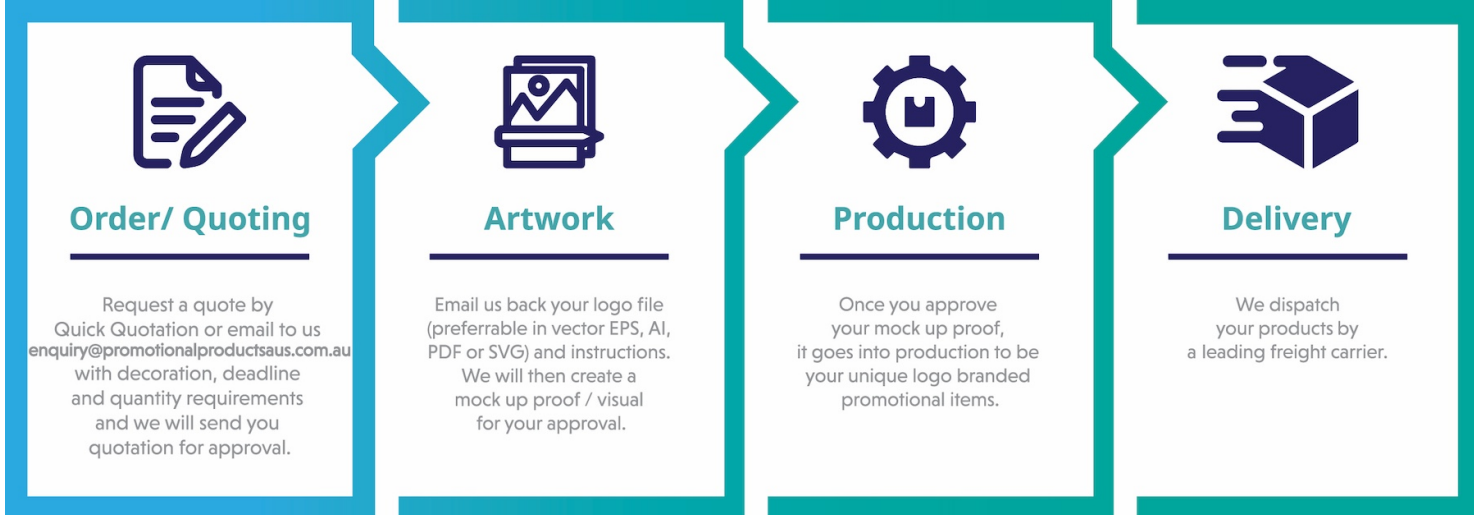 Order/ Quoting
Request a quote by
Quick Quotation or email to us
enquiry@promotionalproductsaus.com.au
with decoration, deadline
and quantity requirements
and we will send you
quotation for approval.
Artwork
Email us back your logo file
(preferrable in vector EPS, AI,
PDF or SVG) and instructions.
We will then create a
mock up proof / visual
for your approval.
Production
Once you approve
your mock up proof,
it goes into production to be
your unique logo branded
promotional items.
Delivery
We dispatch
your products by
a leading freight carrier.